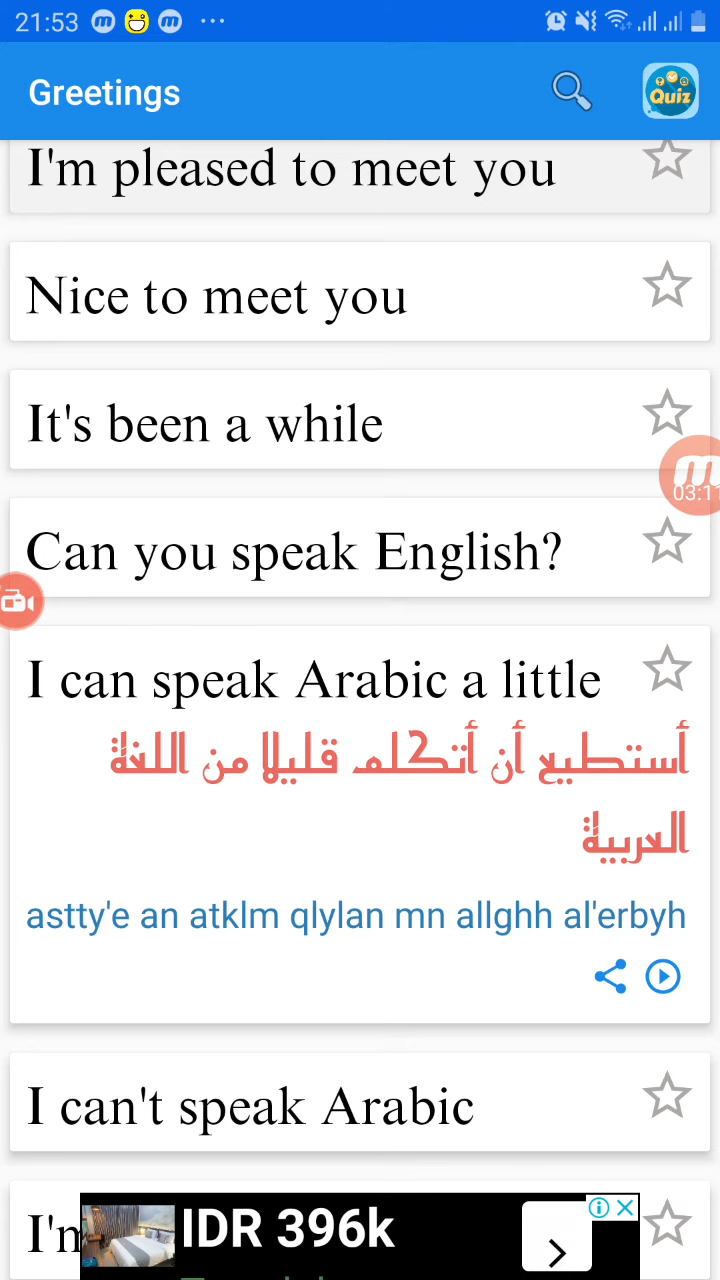 21:53
Greetings
Quiz
I'm pleased to meet you
Nice to meet you
It's been a while
03:11
Can you speak English?
I can speak Arabic a little
أستطيع أن أتكلم قليلا من اللغة
العربية
astty'e an atklm qlylan mn allghh al'erbyh
I can't speak Arabic
I'm
IDR 396k